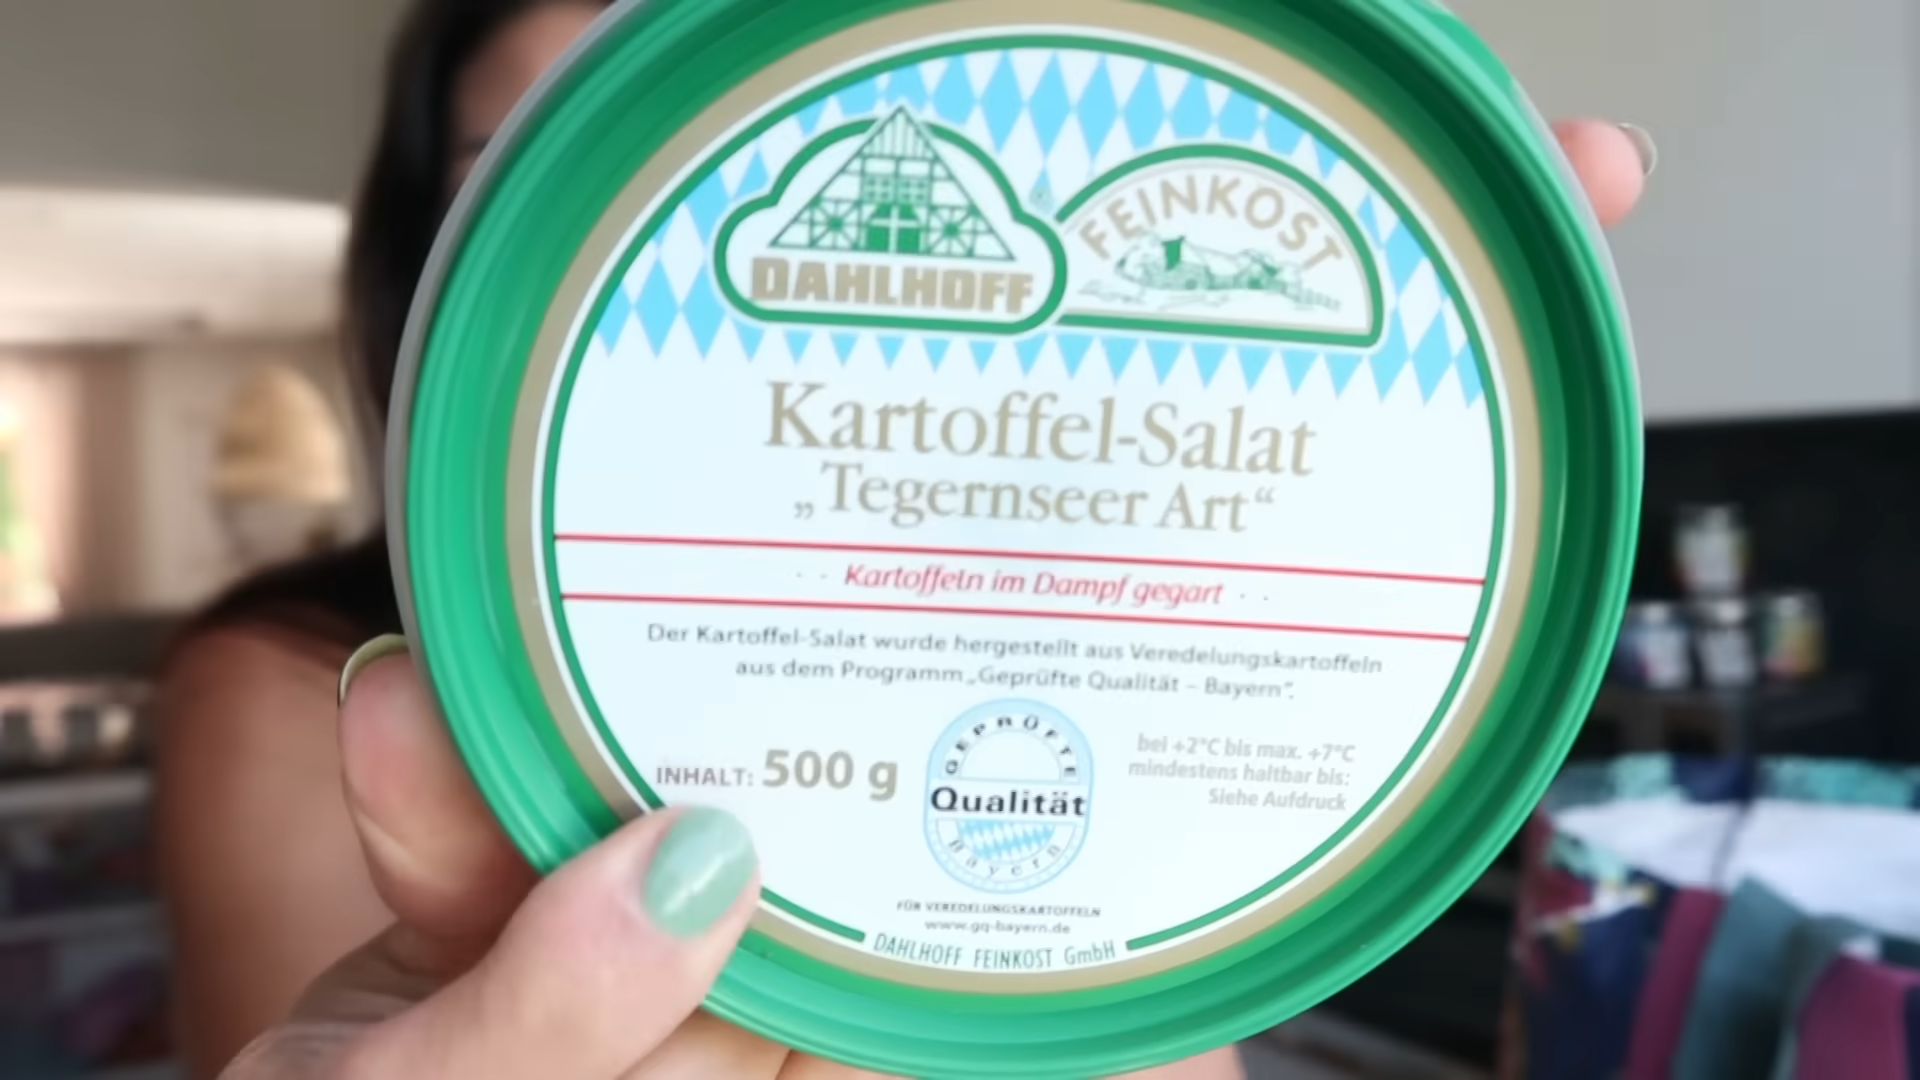 DAHLHOFF
FEINKOST
Kartoffel-Salat
„Tegernseer Art“
· · Kartoffeln im Dampf gegart · ·
Der Kartoffel-Salat wurde hergestellt aus Veredelungskartoffeln
aus dem Programm „Geprüfte Qualität – Bayern“.
INHALT: 500 g
GEPRÜFTE
Qualität
Bayern
bei +2°C bis max. +7°C
mindestens haltbar bis:
Siehe Aufdruck
FÜR VEREDELUNGSKARTOFFELN
www.gq-bayern.de
DAHLHOFF FEINKOST GmbH